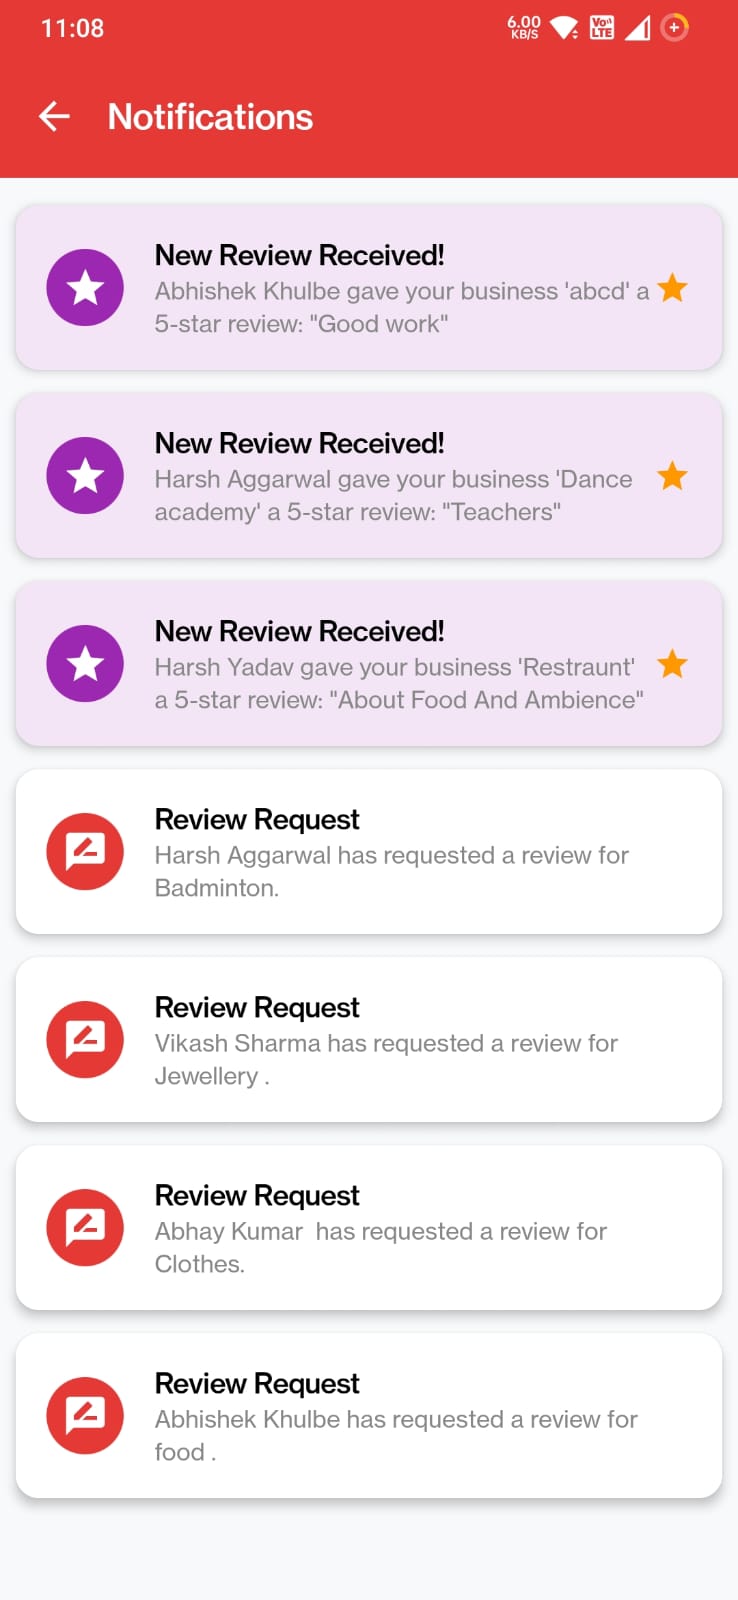 11:08
6.00
KB/S
Vo))
LTE
Notifications
New Review Received!
Abhishek Khulbe gave your business 'abcd' a
5-star review: "Good work"
New Review Received!
Harsh Aggarwal gave your business 'Dance
academy' a 5-star review: "Teachers"
New Review Received!
Harsh Yadav gave your business 'Restraunt'
a 5-star review: "About Food And Ambience"
Review Request
Harsh Aggarwal has requested a review for
Badminton.
Review Request
Vikash Sharma has requested a review for
Jewellery .
Review Request
Abhay Kumar  has requested a review for
Clothes.
Review Request
Abhishek Khulbe has requested a review for
food .